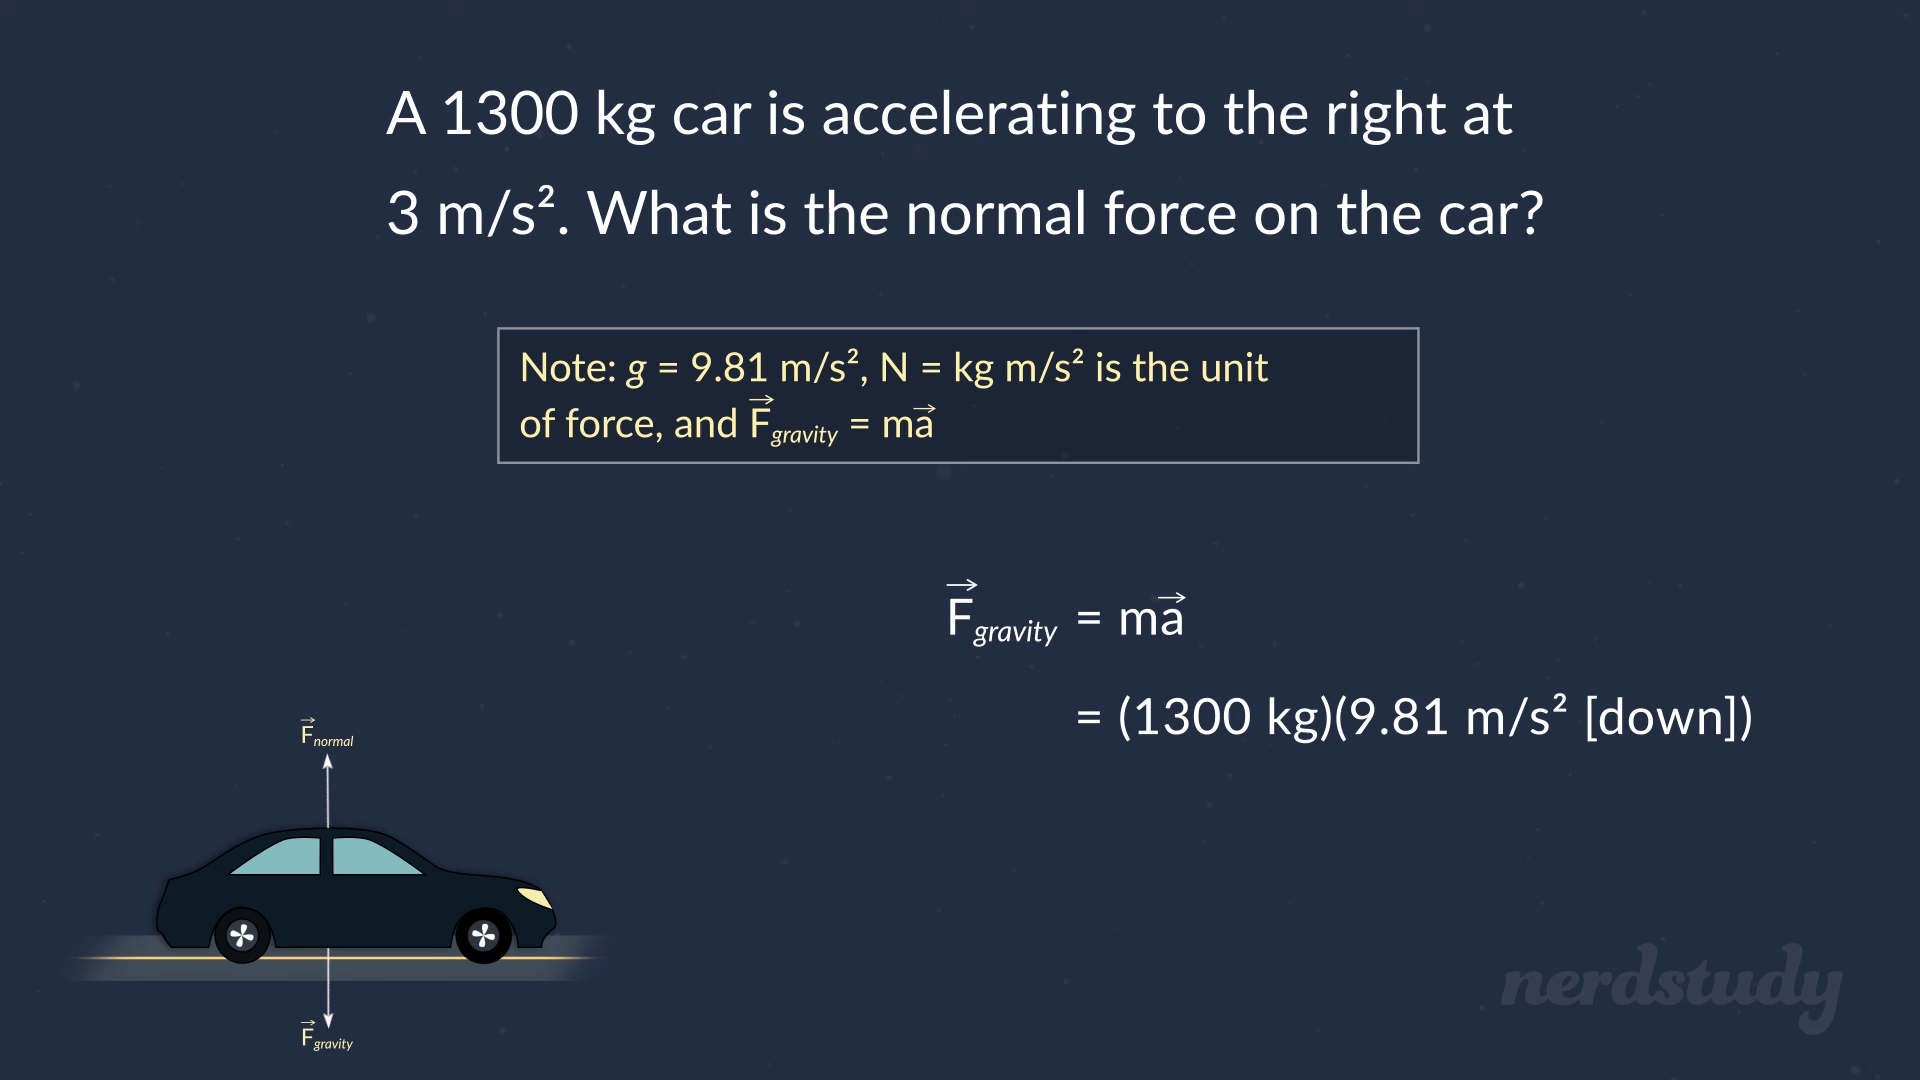 A 1300 kg car is accelerating to the right at
3 m/s². What is the normal force on the car?
Note: g = 9.81 m/s², N = kg m/s² is the unit
of force, and F⃗gravity = ma⃗
F⃗gravity = ma⃗
= (1300 kg)(9.81 m/s² [down])
F⃗normal
F⃗gravity
nerdstudy